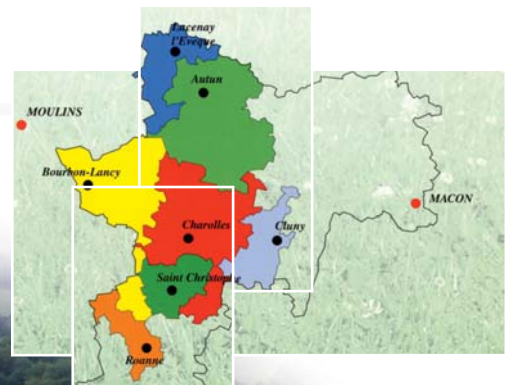 Lucenay
l'Evêque
Autun
MOULINS
Bourbon-Lancy
MACON
Charolles
Cluny
Saint Christophe
Roanne